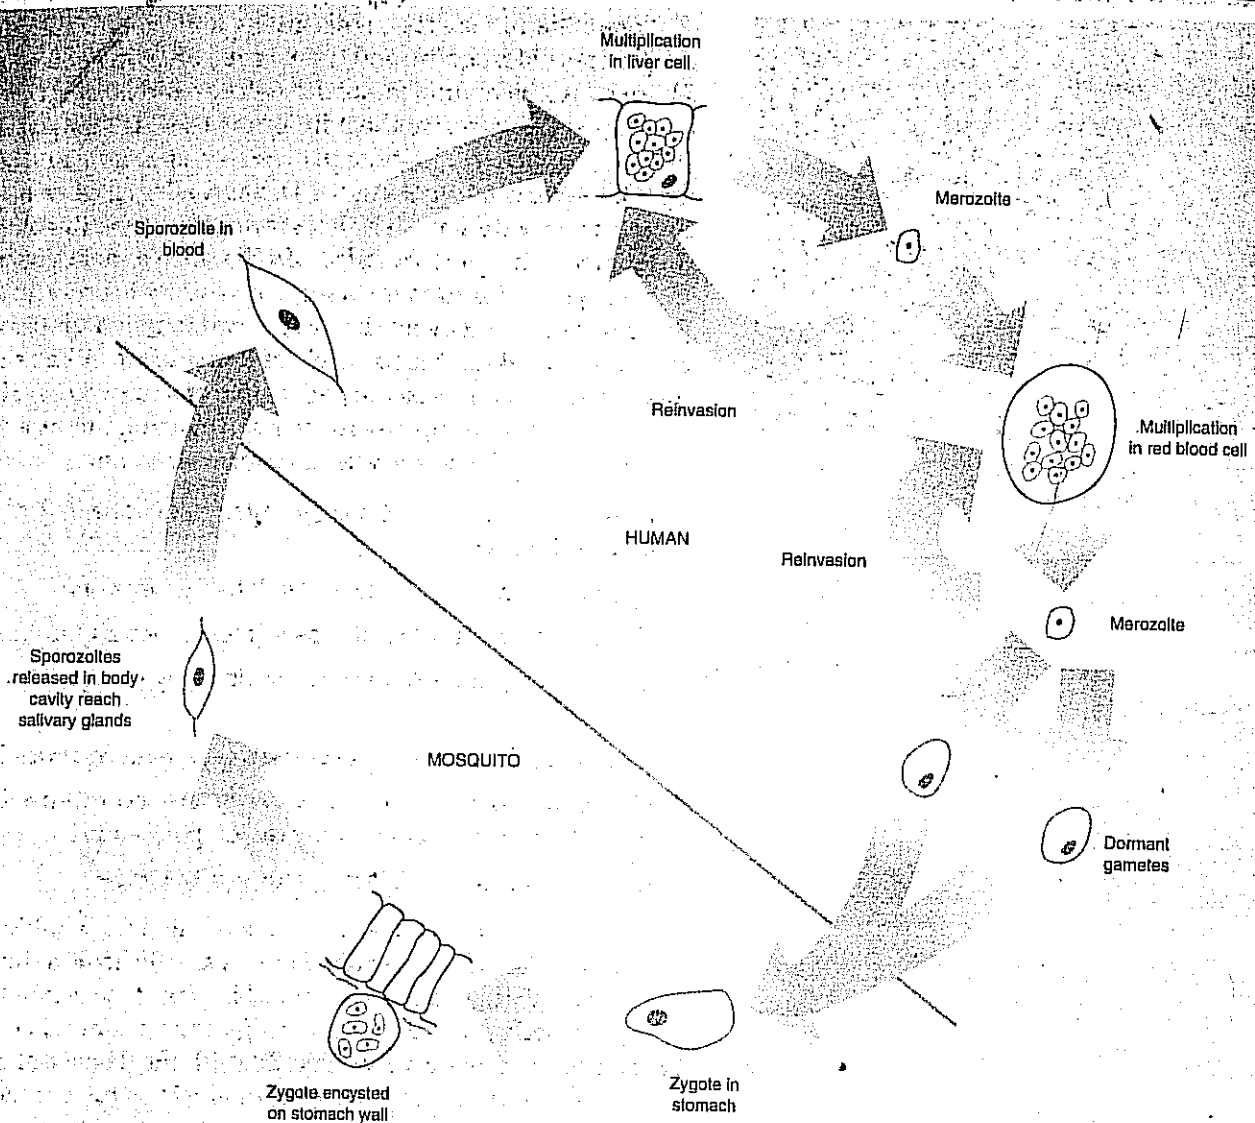 Multiplication
in liver cell
Merozoite
Sporozoite in
blood
Reinvasion
Multiplication
in red blood cell
HUMAN
Reinvasion
Merozoite
Sporozoites
released in body
cavity reach
salivary glands
MOSQUITO
Dormant
gametes
Zygote in
stomach
Zygote encysted
on stomach wall